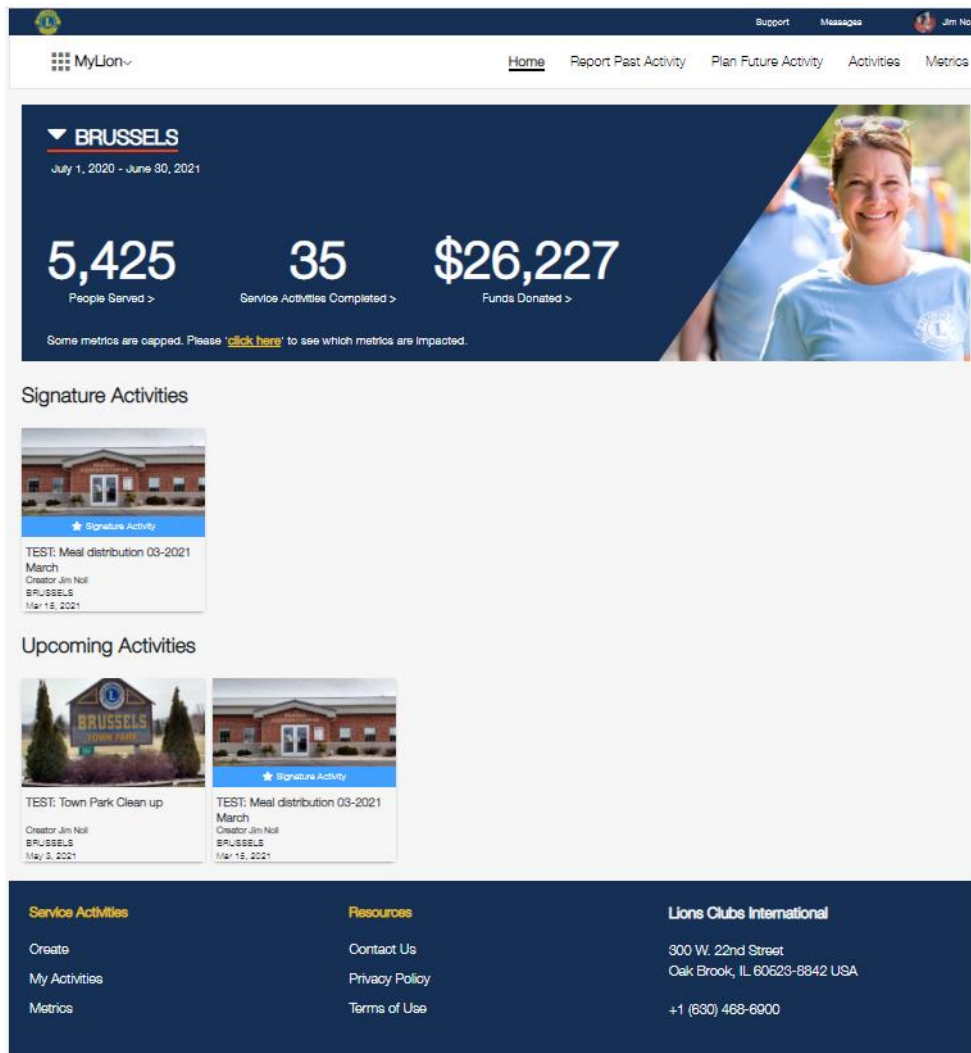 Support Messages Jim No
MyLion
Home Report Past Activity Plan Future Activity Activities Metrics
BRUSSELS
July 1, 2020 - June 30, 2021
5,425 35 $26,227
People Served > Service Activities Completed > Funds Donated >
Some metrics are capped. Please 'click here' to see which metrics are impacted.
Signature Activities
Signature Activity
TEST: Meal distribution 03-2021
March
Creator Jim Noll
BRUSSELS
Mar 15, 2021
Upcoming Activities
BRUSSELS
TOWN PARK
TEST: Town Park Clean up
Creator Jim Noll
BRUSSELS
May 3, 2021
Signature Activity
TEST: Meal distribution 03-2021
March
Creator Jim Noll
BRUSSELS
Mar 15, 2021
Service Activities
Create
My Activities
Metrics
Resources
Contact Us
Privacy Policy
Terms of Use
Lions Clubs International
300 W. 22nd Street
Oak Brook, IL 60523-8842 USA
+1 (630) 468-6900